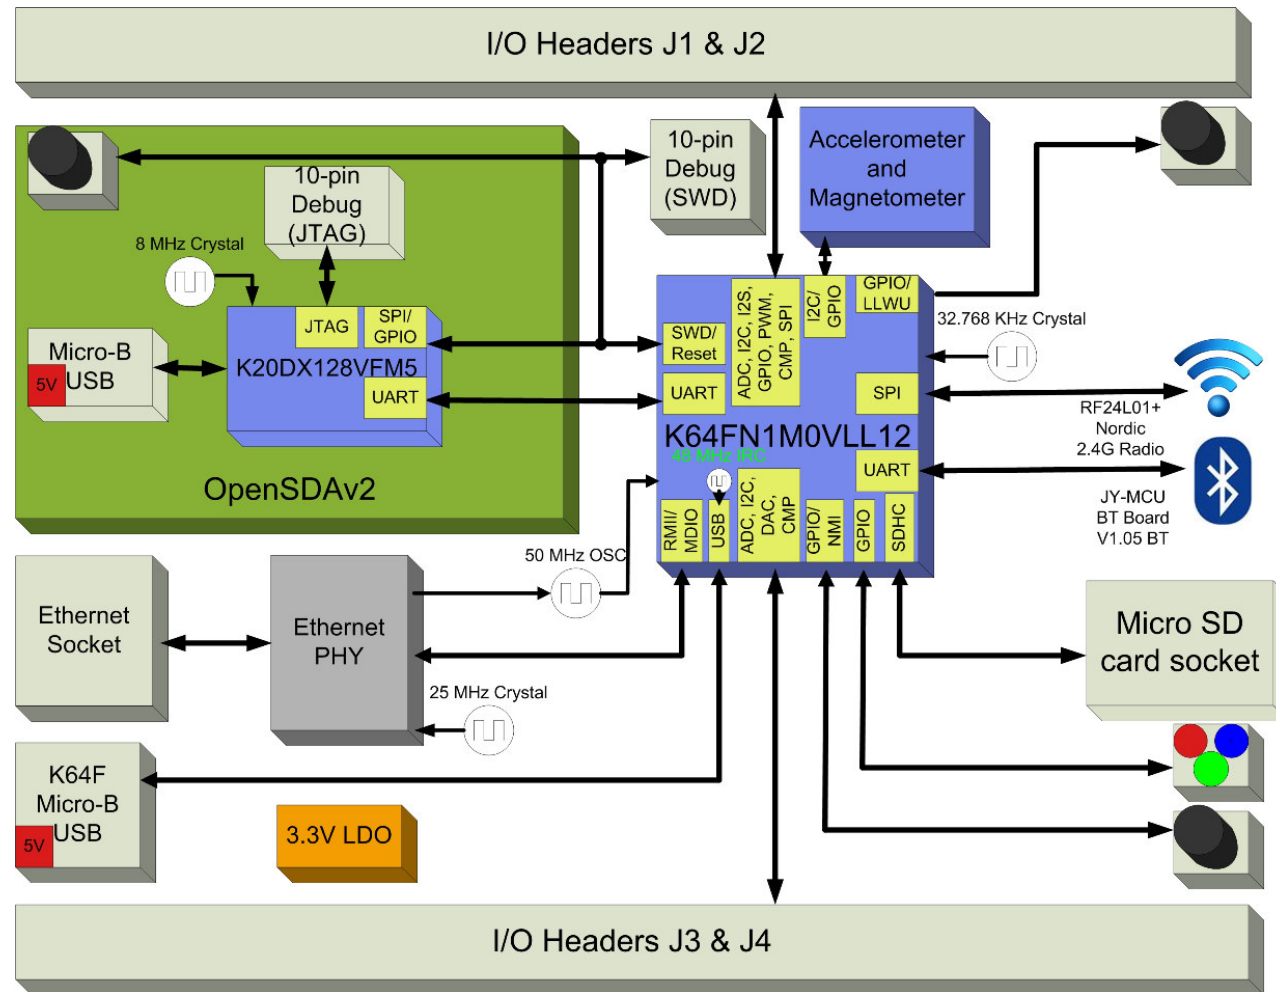 I/O Headers J1 & J2
10-pin
Debug
(SWD)
Accelerometer
and
Magnetometer
10-pin
Debug
(JTAG)
8 MHz Crystal
JTAG
SPI/
GPIO
K20DX128VFM5
UART
Micro-B
USB
5V
OpenSDAv2
SWD/
Reset
UART
ADC, I2C, I2S,
GPIO, PWM,
CMP, SPI
I2C/
GPIO
GPIO/
LLWU
32.768 KHz Crystal
SPI
K64FN1M0VLL12
48 MHz IRC
UART
RMII/
MDIO
USB
ADC, I2C,
DAC,
CMP
GPIO/
NMI
GPIO
SDHC
RF24L01+
Nordic
2.4G Radio
JY-MCU
BT Board
V1.05 BT
50 MHz OSC
Ethernet
Socket
Ethernet
PHY
25 MHz Crystal
Micro SD
card socket
K64F
Micro-B
USB
5V
3.3V LDO
I/O Headers J3 & J4